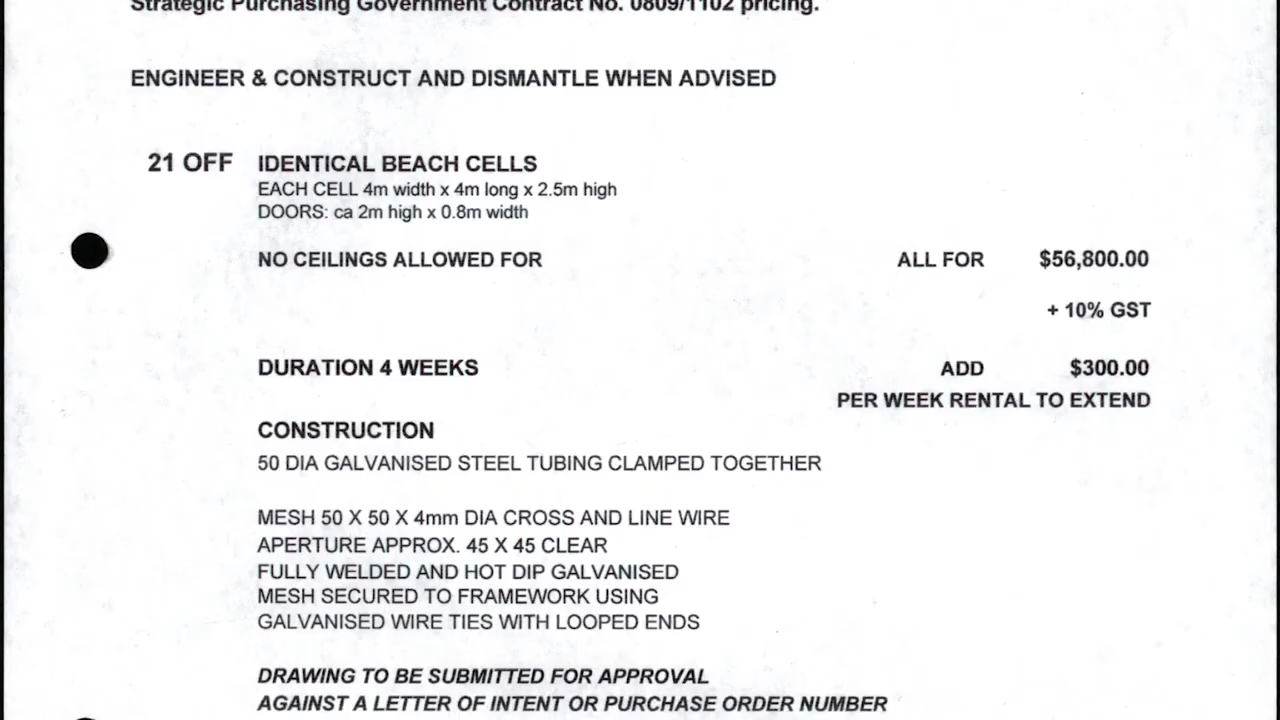 Strategic Purchasing Government Contract No. 0809/1102 pricing.
ENGINEER & CONSTRUCT AND DISMANTLE WHEN ADVISED
21 OFF IDENTICAL BEACH CELLS
EACH CELL 4m width x 4m long x 2.5m high
DOORS: ca 2m high x 0.8m width
NO CEILINGS ALLOWED FOR ALL FOR $56,800.00
+ 10% GST
DURATION 4 WEEKS ADD $300.00
PER WEEK RENTAL TO EXTEND
CONSTRUCTION
50 DIA GALVANISED STEEL TUBING CLAMPED TOGETHER
MESH 50 X 50 X 4mm DIA CROSS AND LINE WIRE
APERTURE APPROX. 45 X 45 CLEAR
FULLY WELDED AND HOT DIP GALVANISED
MESH SECURED TO FRAMEWORK USING
GALVANISED WIRE TIES WITH LOOPED ENDS
DRAWING TO BE SUBMITTED FOR APPROVAL
AGAINST A LETTER OF INTENT OR PURCHASE ORDER NUMBER